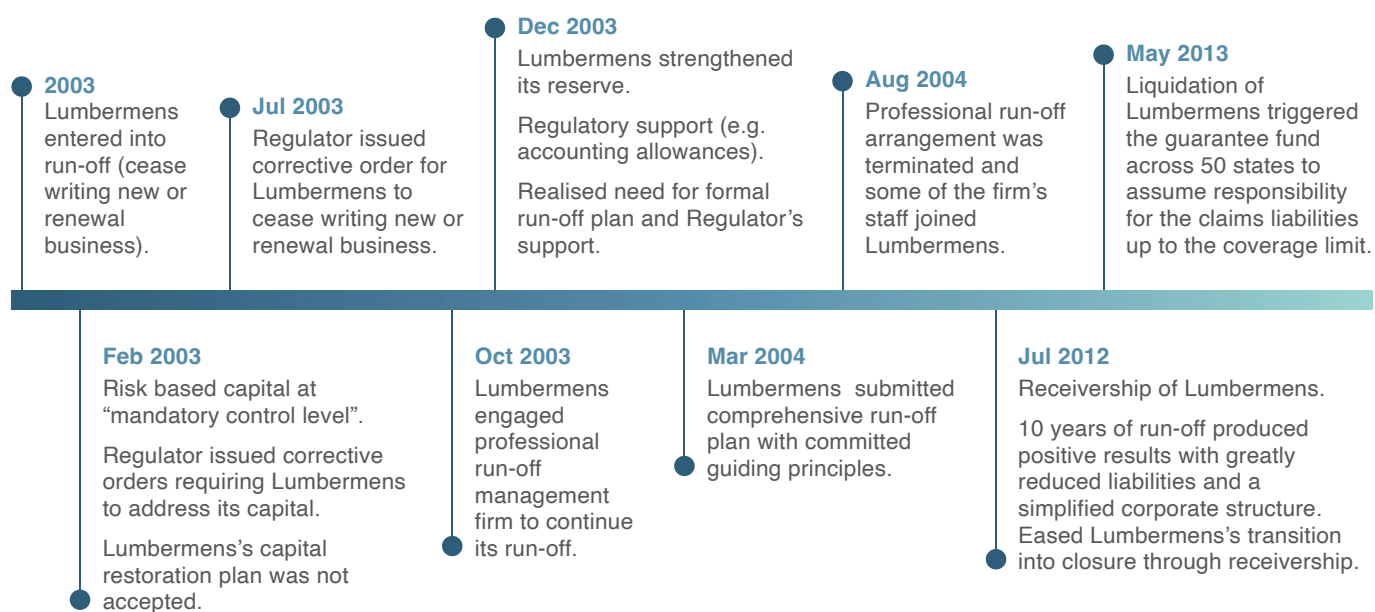 2003
Lumbermens
entered into
run-off (cease
writing new or
renewal
business).
Jul 2003
Regulator issued
corrective order for
Lumbermens to
cease writing new or
renewal business.
Dec 2003
Lumbermens strengthened
its reserve.
Regulatory support (e.g.
accounting allowances).
Realised need for formal
run-off plan and Regulator’s
support.
Aug 2004
Professional run-off
arrangement was
terminated and
some of the firm’s
staff joined
Lumbermens.
May 2013
Liquidation of
Lumbermens triggered
the guarantee fund
across 50 states to
assume responsibility
for the claims liabilities
up to the coverage limit.
Feb 2003
Risk based capital at
“mandatory control level”.
Regulator issued corrective
orders requiring Lumbermens
to address its capital.
Lumbermens’s capital
restoration plan was not
accepted.
Oct 2003
Lumbermens
engaged
professional
run-off
management
firm to continue
its run-off.
Mar 2004
Lumbermens  submitted
comprehensive run-off
plan with committed
guiding principles.
Jul 2012
Receivership of Lumbermens.
10 years of run-off produced
positive results with greatly
reduced liabilities and a
simplified corporate structure.
Eased Lumbermens’s transition
into closure through receivership.